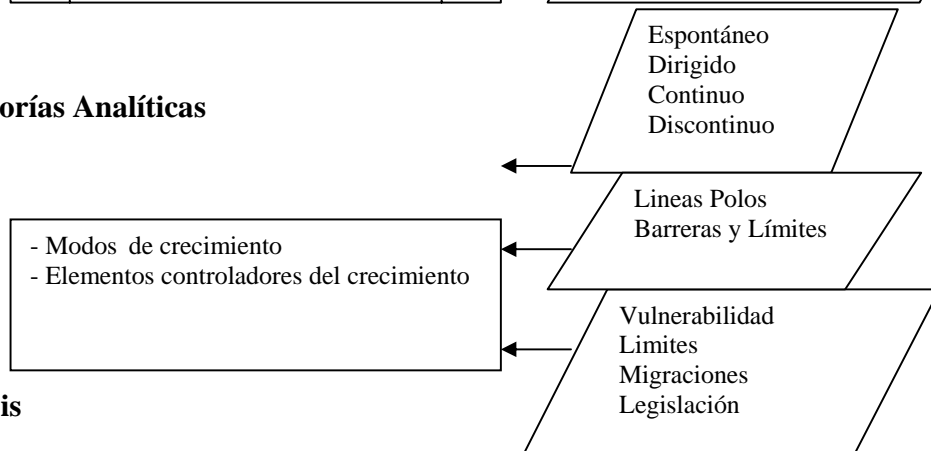 Espontáneo
Dirigido
Continuo
Discontinuo
orías Analíticas
Lineas Polos
Barreras y Límites
- Modos de crecimiento
- Elementos controladores del crecimiento
Vulnerabilidad
Limites
Migraciones
Legislación
is